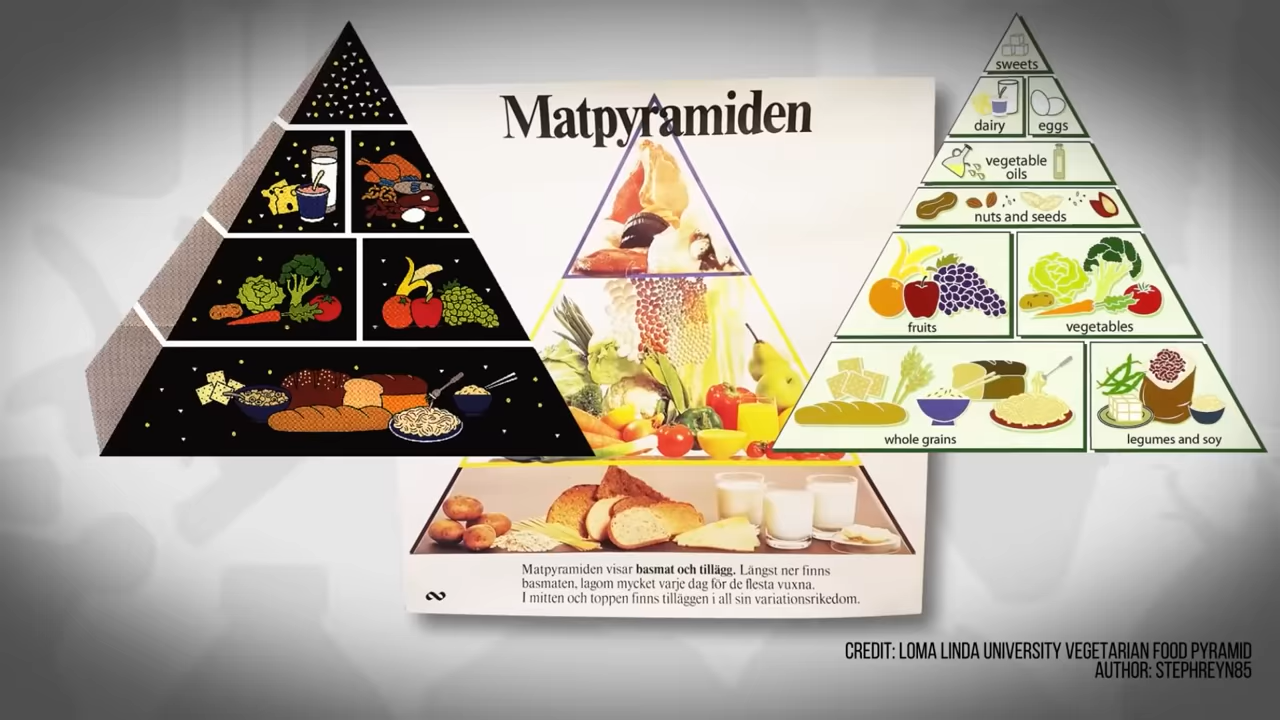 Matpyramiden
Matpyramiden visar basmat och tillägg. Längst ner finns
basmaten, lagom mycket varje dag för de flesta vuxna.
I mitten och toppen finns tilläggen i all sin variationsrikedom.
sweets
dairy
eggs
vegetable
oils
nuts and seeds
fruits
vegetables
whole grains
legumes and soy
CREDIT: LOMA LINDA UNIVERSITY VEGETARIAN FOOD PYRAMID
AUTHOR: STEPHREYN85